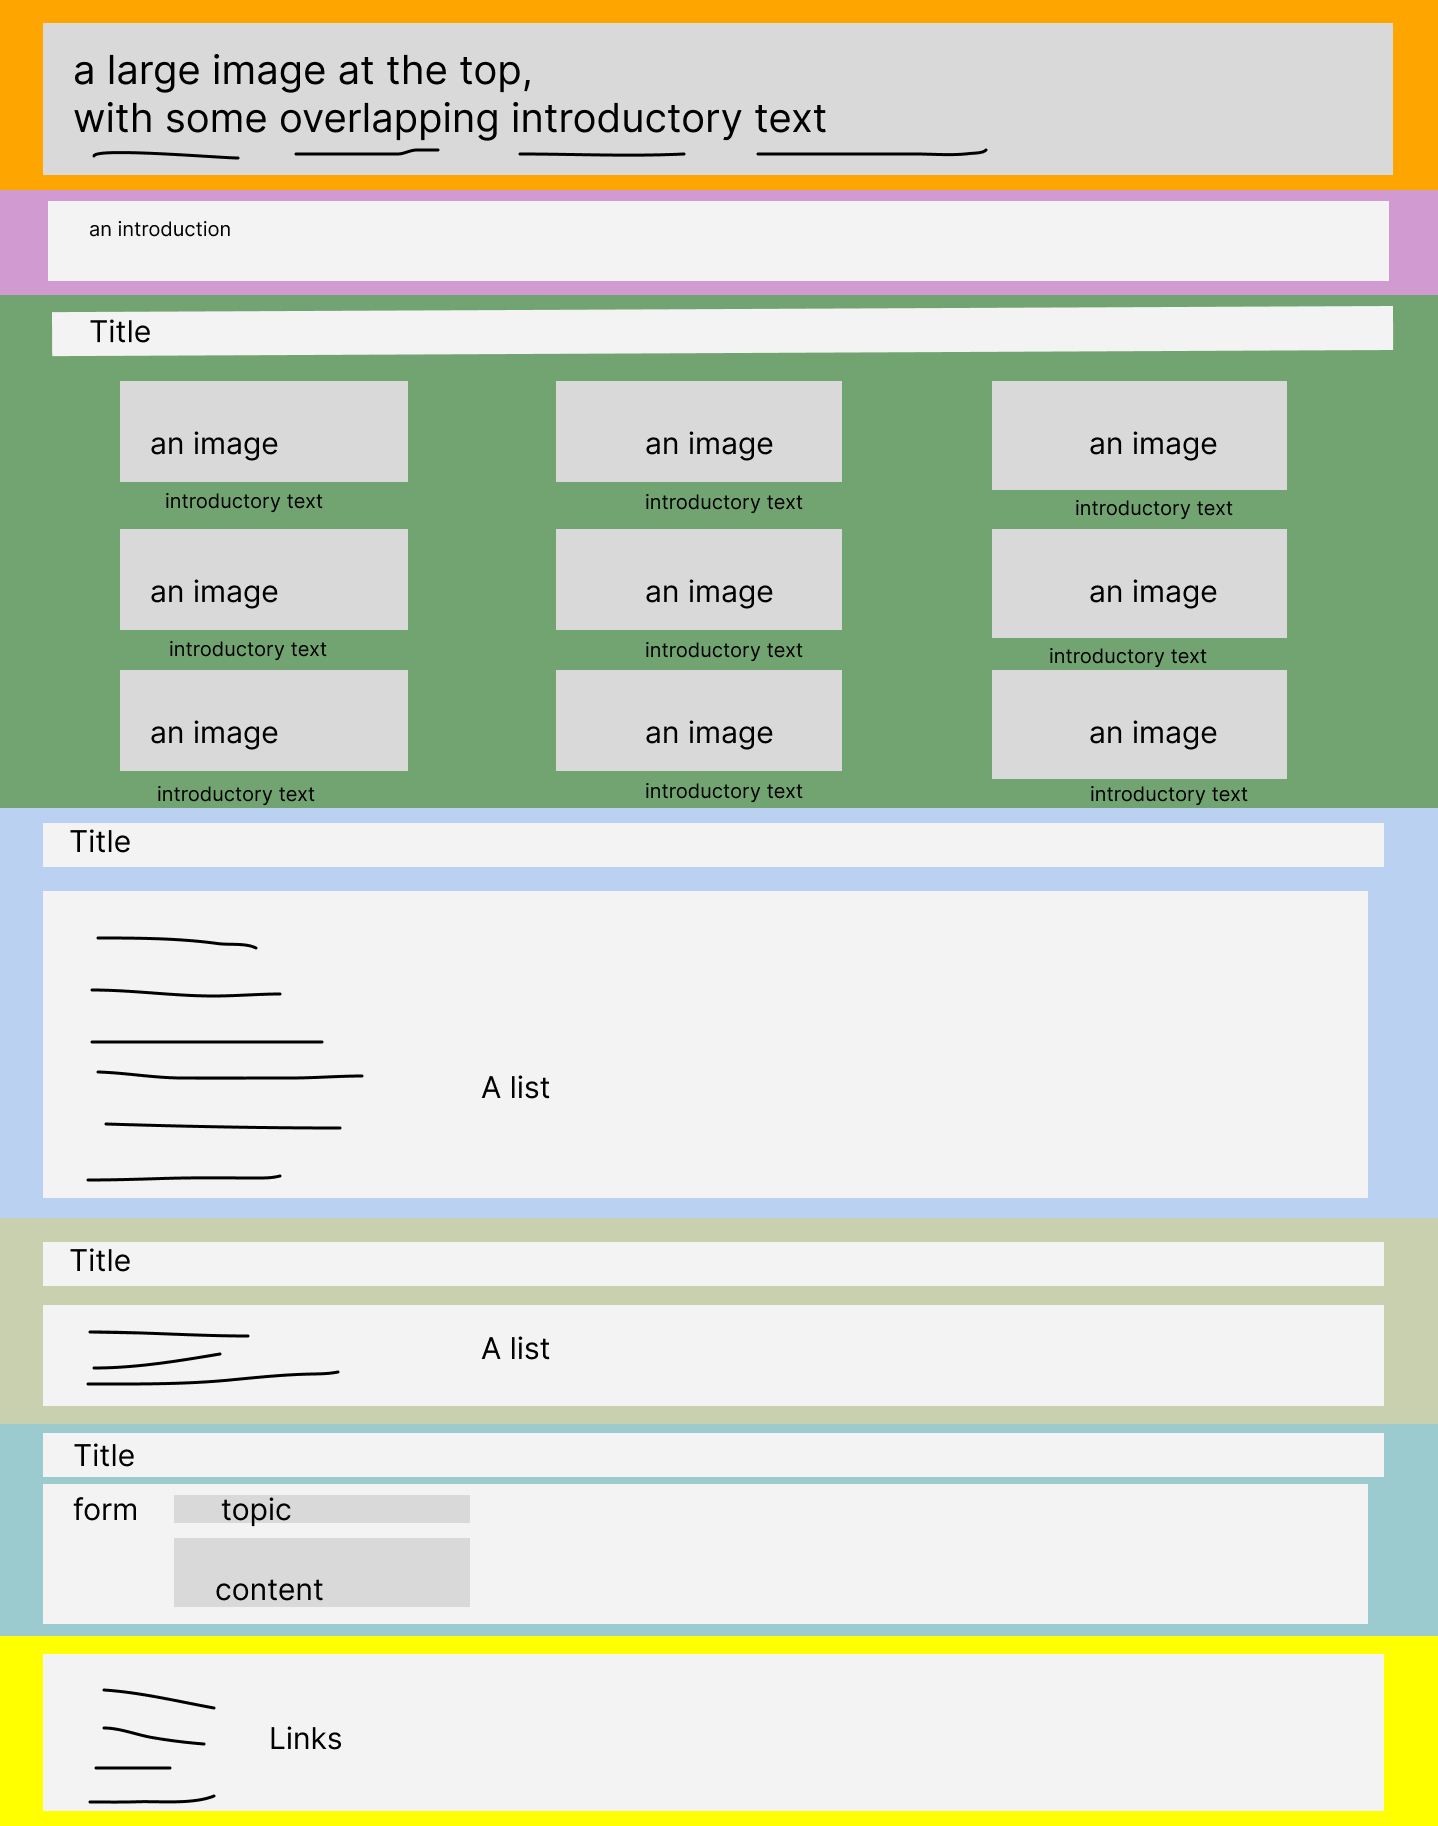 a large image at the top,
with some overlapping introductory text
an introduction
Title
an image
an image
an image
introductory text
introductory text
introductory text
an image
an image
an image
introductory text
introductory text
introductory text
an image
an image
an image
introductory text
introductory text
introductory text
Title
A list
Title
A list
Title
form
topic
content
Links